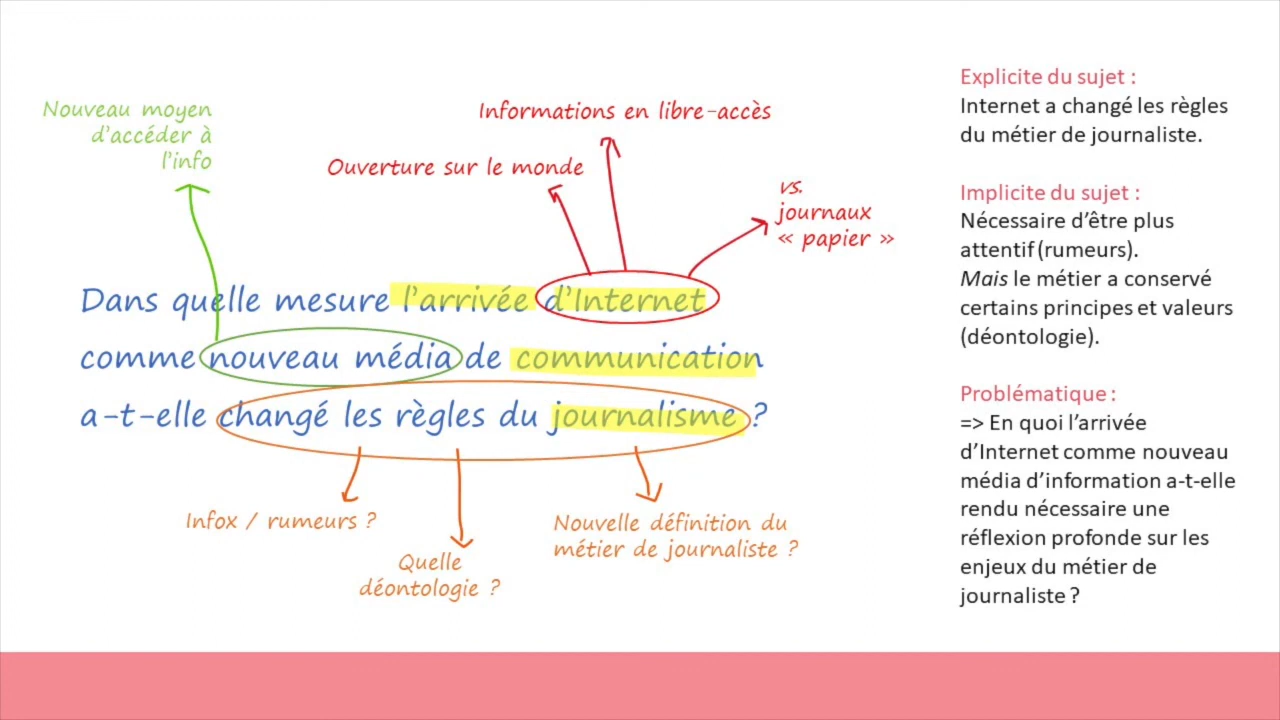 Nouveau moyen
d'accéder à
l'info
Informations en libre-accès
Ouverture sur le monde
vs.
journaux
« papier »
Dans quelle mesure l'arrivée d'Internet
comme nouveau média de communication
a-t-elle changé les règles du journalisme ?
Infox / rumeurs ?
Quelle
déontologie ?
Nouvelle définition du
métier de journaliste ?
Explicite du sujet :
Internet a changé les règles
du métier de journaliste.
Implicite du sujet :
Nécessaire d'être plus
attentif (rumeurs).
Mais le métier a conservé
certains principes et valeurs
(déontologie).
Problématique :
=> En quoi l'arrivée
d'Internet comme nouveau
média d'information a-t-elle
rendu nécessaire une
réflexion profonde sur les
enjeux du métier de
journaliste ?